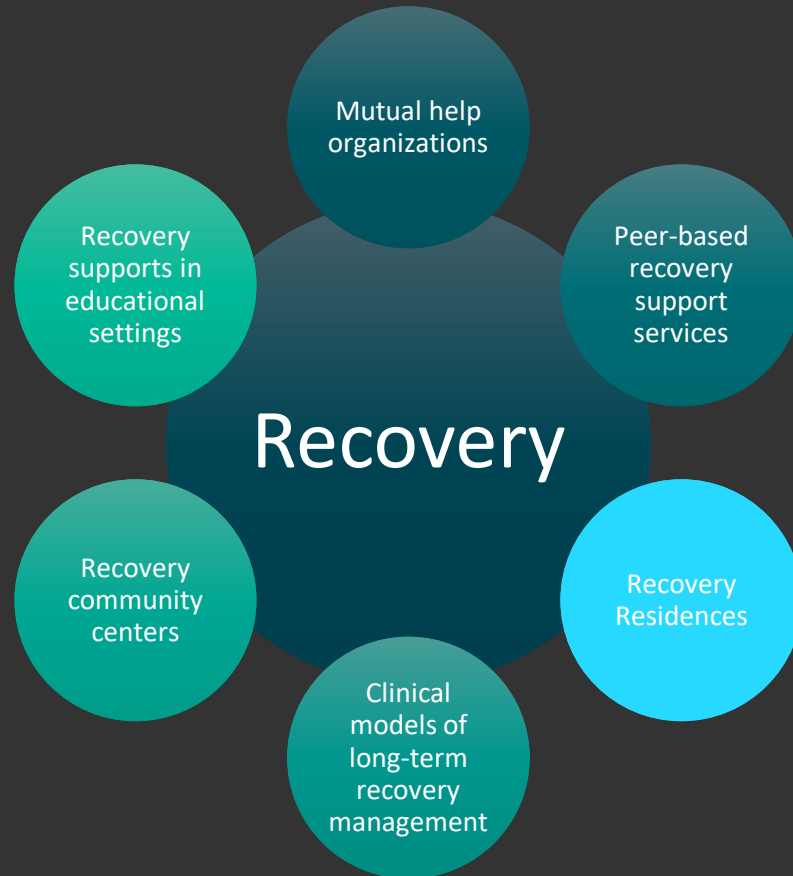 Mutual help
organizations
Peer-based
recovery
support
services
Recovery
Residences
Clinical
models of
long-term
recovery
management
Recovery
community
centers
Recovery
supports in
educational
settings
Recovery